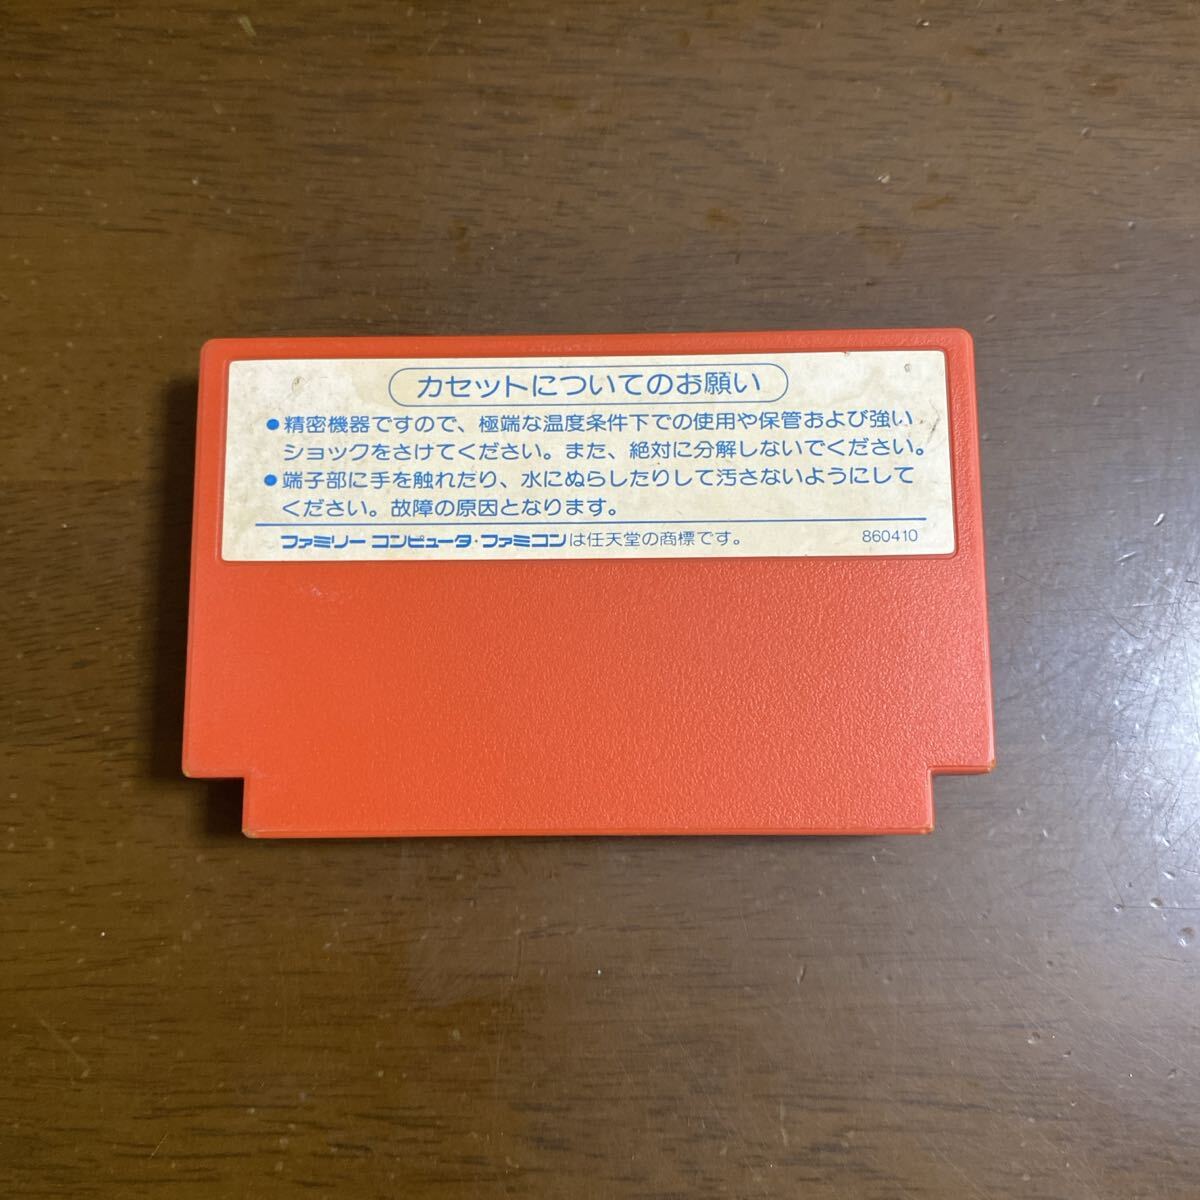 カセットについてのお願い
●精密機器ですので、極端な温度条件下での使用や保管および強い
ショックをさけてください。また、絶対に分解しないでください。
●端子部に手を触れたり、水にぬらしたりして汚さないようにして
ください。故障の原因となります。
ファミリー コンピュータ・ファミコンは任天堂の商標です。 860410